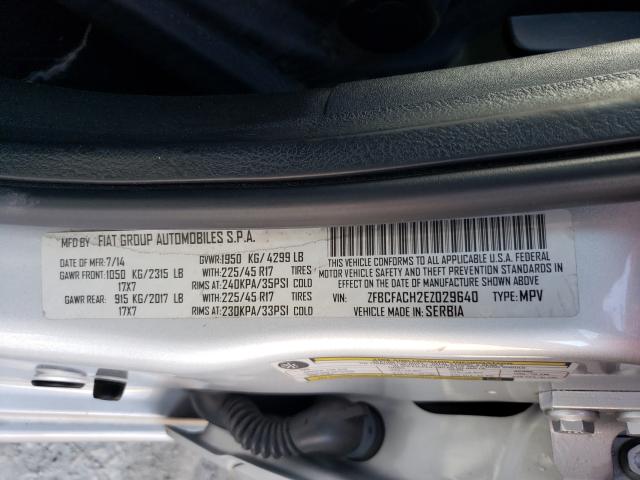 MFD BY FIAT GROUP AUTOMOBILES S.P.A.
DATE OF MFR:7/14 GVWR:1950 KG/ 4299 LB
GAWR FRONT:1050 KG/2315 LB WITH:225/45 R17 TIRES
17X7 RIMS AT:240KPA/35PSI COLD
GAWR REAR: 915 KG/2017 LB WITH:225/45 R17 TIRES
17X7 RIMS AT:230KPA/33PSI COLD
THIS VEHICLE CONFORMS TO ALL APPLICABLE U.S.A. FEDERAL
MOTOR VEHICLE SAFETY, BUMPER, AND THEFT PREVENTION
STANDARDS IN EFFECT ON THE DATE OF MANUFACTURE SHOWN ABOVE
VIN: ZFBCFACH2EZ029640 TYPE: MPV
VEHICLE MADE IN: SERBIA